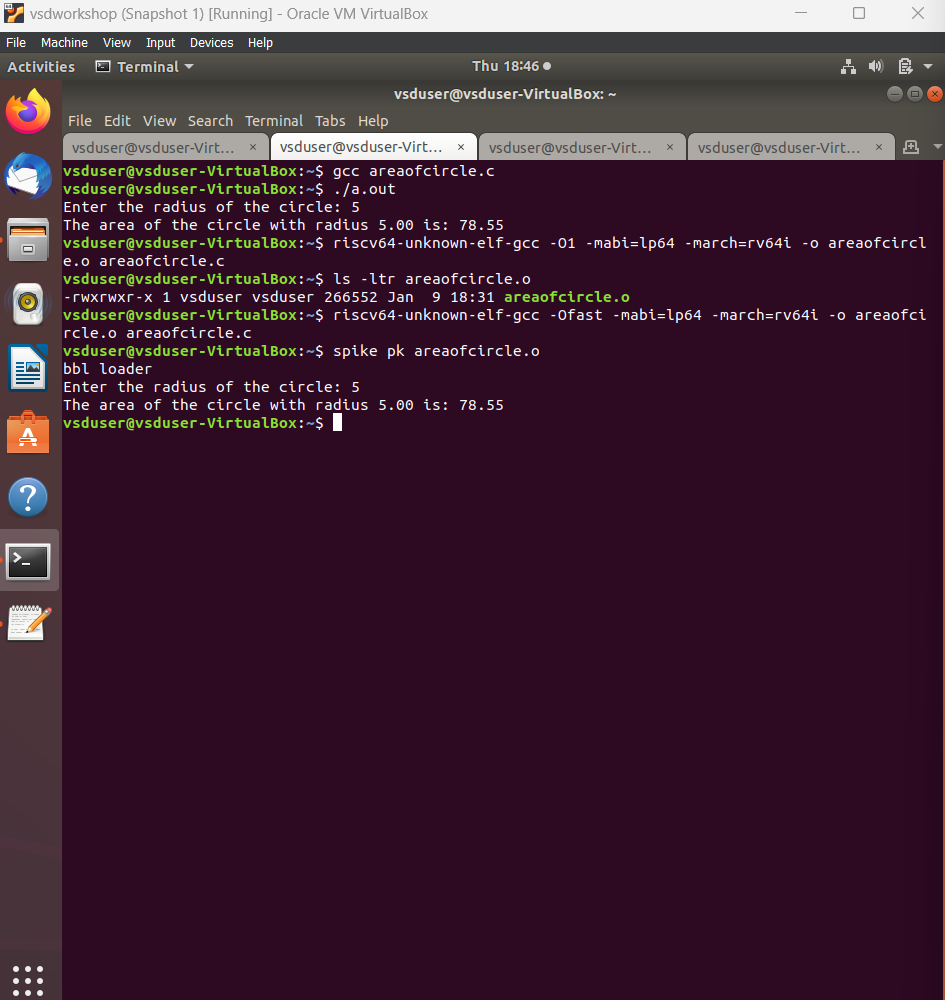 vsdworkshop (Snapshot 1) [Running] - Oracle VM VirtualBox
File Machine View Input Devices Help
Activities Terminal Thu 18:46
vsduser@vsduser-VirtualBox: ~
File Edit View Search Terminal Tabs Help
vsduser@vsduser-Virt... × vsduser@vsduser-Virt... × vsduser@vsduser-Virt... × vsduser@vsduser-Virt... ×
vsduser@vsduser-VirtualBox:~$ gcc areaofcircle.c
vsduser@vsduser-VirtualBox:~$ ./a.out
Enter the radius of the circle: 5
The area of the circle with radius 5.00 is: 78.55
vsduser@vsduser-VirtualBox:~$ riscv64-unknown-elf-gcc -O1 -mabi=lp64 -march=rv64i -o areaofcircl
e.o areaofcircle.c
vsduser@vsduser-VirtualBox:~$ ls -ltr areaofcircle.o
-rwxrwxr-x 1 vsduser vsduser 266552 Jan  9 18:31 areaofcircle.o
vsduser@vsduser-VirtualBox:~$ riscv64-unknown-elf-gcc -Ofast -mabi=lp64 -march=rv64i -o areaofci
rcle.o areaofcircle.c
vsduser@vsduser-VirtualBox:~$ spike pk areaofcircle.o
bbl loader
Enter the radius of the circle: 5
The area of the circle with radius 5.00 is: 78.55
vsduser@vsduser-VirtualBox:~$